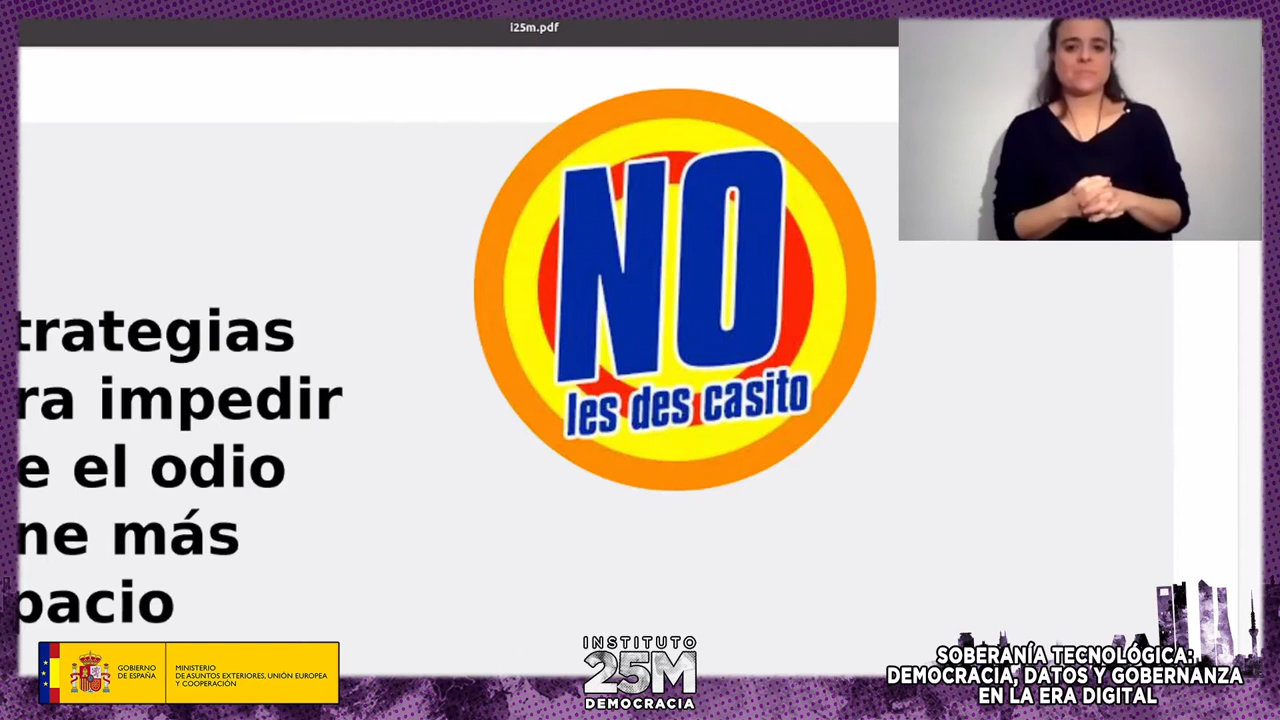 i25m.pdf
NO
les des casito
trategias
ra impedir
e el odio
ne más
pacio
GOBIERNO
DE ESPAÑA
MINISTERIO
DE ASUNTOS EXTERIORES, UNIÓN EUROPEA
Y COOPERACIÓN
INSTITUTO
25M
DEMOCRACIA
SOBERANÍA TECNOLÓGICA:
DEMOCRACIA, DATOS Y GOBERNANZA
EN LA ERA DIGITAL